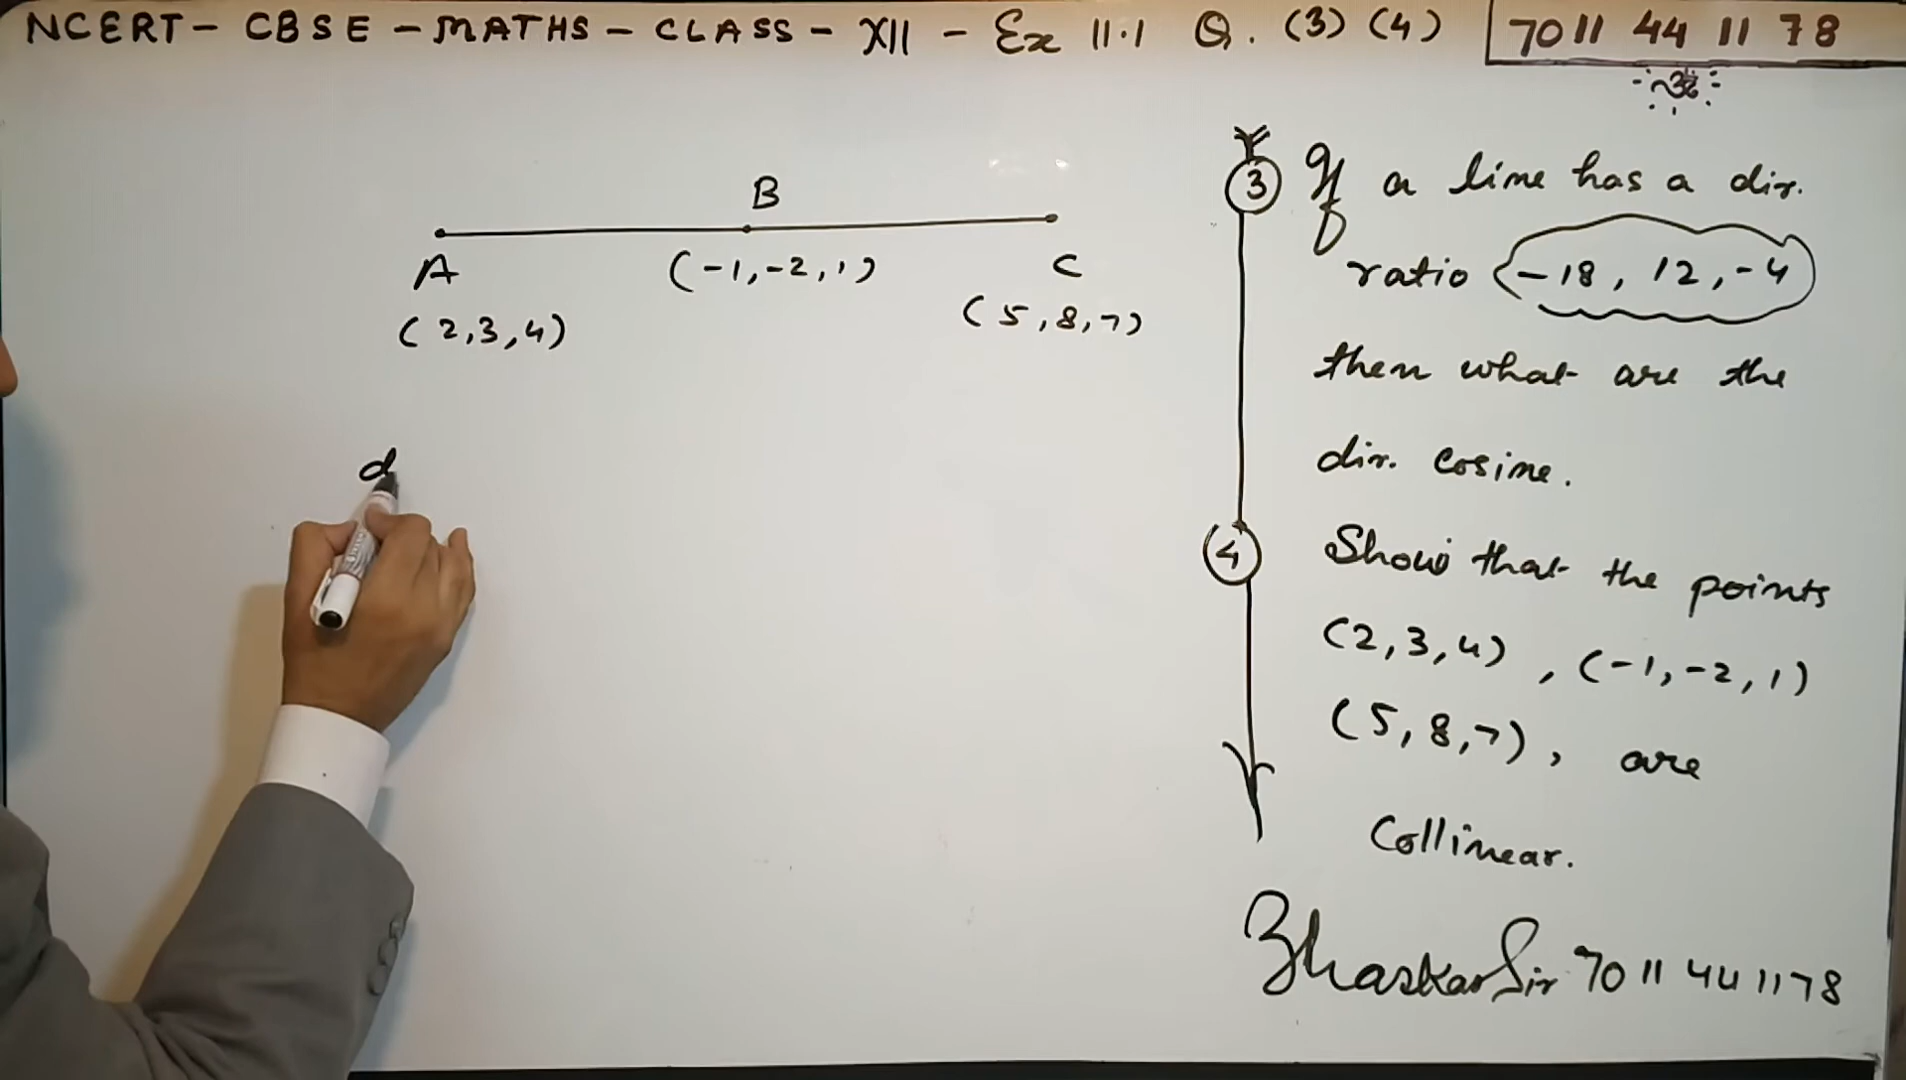 NCERT - CBSE - MATHS - CLASS - XII - Ex 11.1 Q. (3) (4)
7011 44 11 78
B
A
(-1,-2,1)
C
(2,3,4)
(5,8,7)
d
3 If a line has a dir.
ratio -18, 12, -4
then what are the
dir. cosine.
4 Show that the points
(2,3,4), (-1,-2,1)
(5,8,7), are
Collinear.
Bhaskar Sir 7011 44 1178